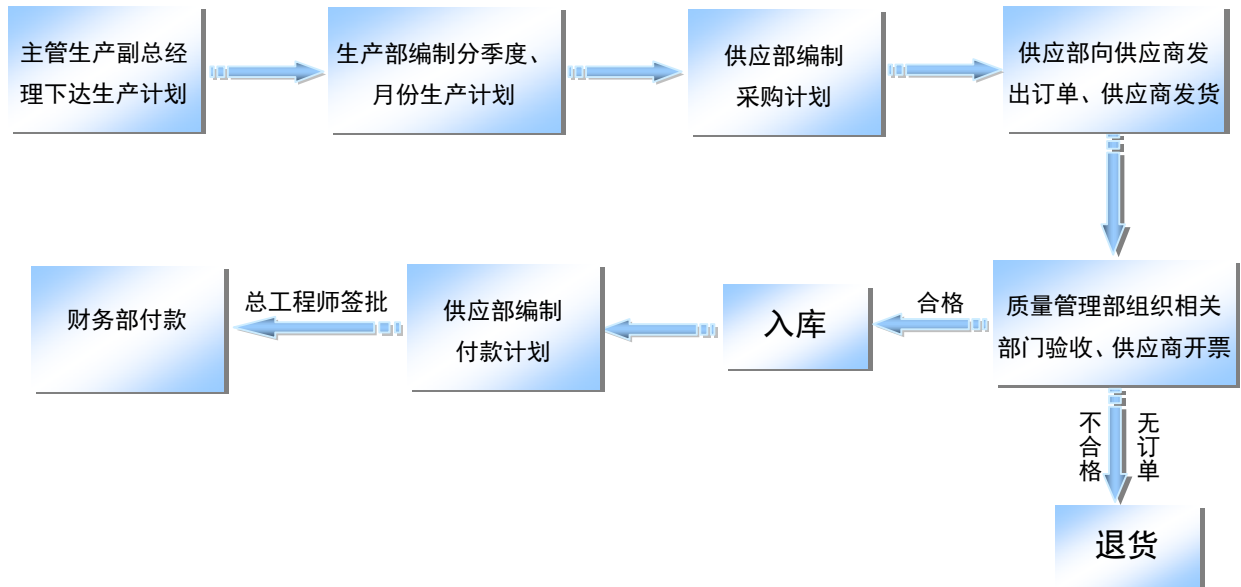 主管生产副总经
理下达生产计划
生产部编制分季度、
月份生产计划
供应部编制
采购计划
供应部向供应商发
出订单、供应商发货
质量管理部组织相关
部门验收、供应商开票
合格
入库
供应部编制
付款计划
总工程师签批
财务部付款
不合格
无订单
退货